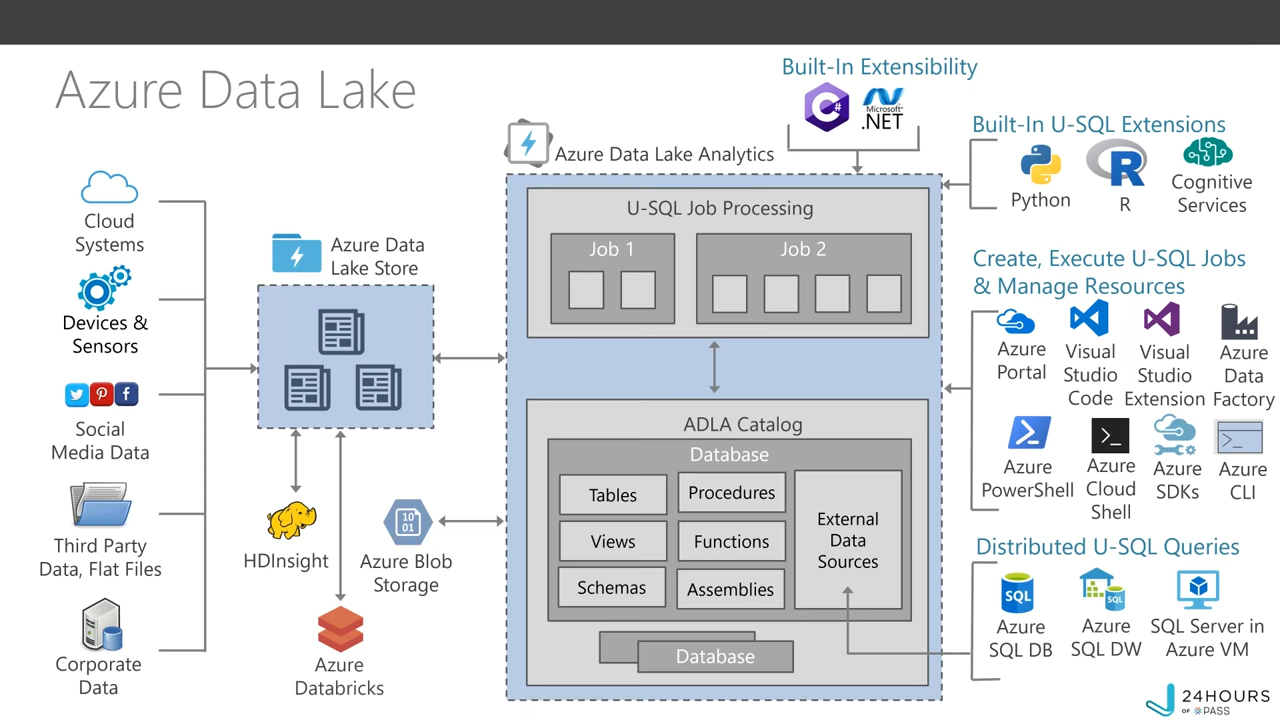 Azure Data Lake
Built-In Extensibility
C#
Microsoft®
.NET
Azure Data Lake Analytics
Built-In U-SQL Extensions
Python
R
Cognitive
Services
Cloud
Systems
Devices &
Sensors
Social
Media Data
Third Party
Data, Flat Files
Corporate
Data
Azure Data
Lake Store
HDInsight
Azure
Databricks
10
01
Azure Blob
Storage
U-SQL Job Processing
Job 1
Job 2
ADLA Catalog
Database
Tables
Procedures
Views
Functions
Schemas
Assemblies
External
Data
Sources
Database
Create, Execute U-SQL Jobs
& Manage Resources
Azure
Portal
Visual
Studio
Code
Visual
Studio
Extension
Azure
Data
Factory
Azure
PowerShell
Azure
Cloud
Shell
Azure
SDKs
Azure
CLI
Distributed U-SQL Queries
SQL
Azure
SQL DB
SQL
Azure
SQL DW
SQL Server in
Azure VM
24HOURS
OF PASS